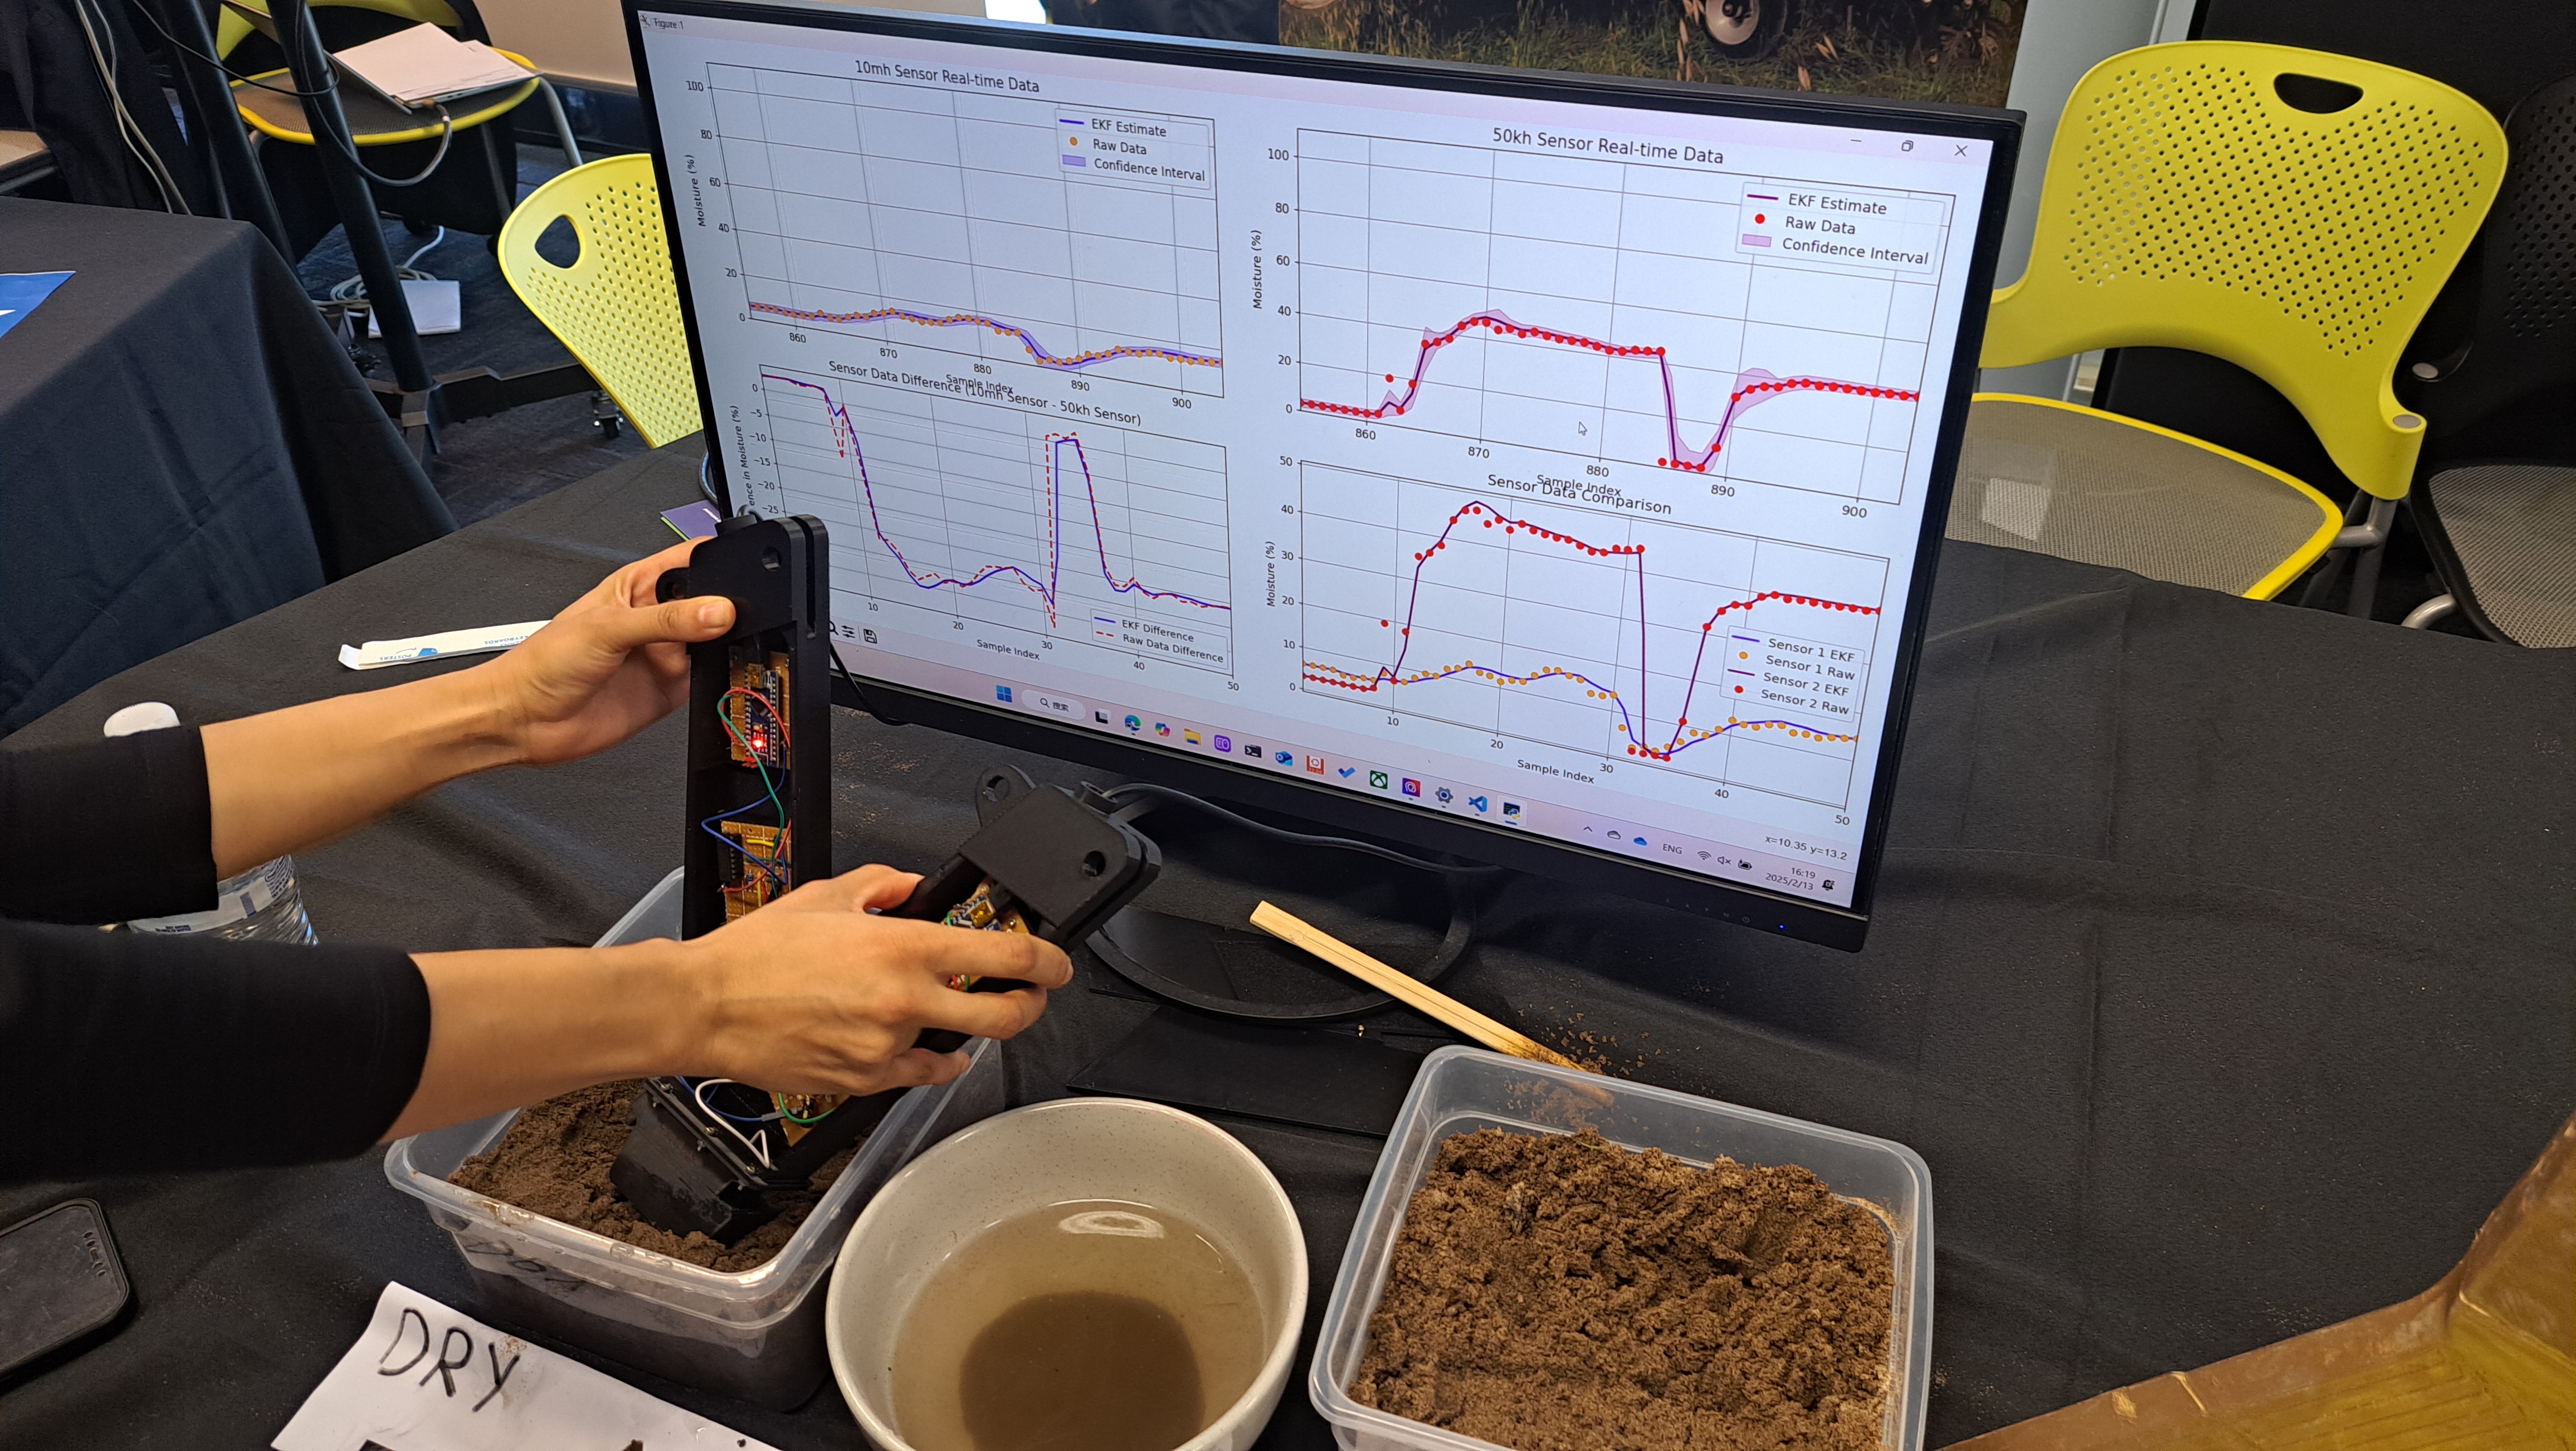 Figure 1
10mh Sensor Real-time Data
100
80
60
40
20
0
Moisture (%)
EKF Estimate
Raw Data
Confidence Interval
860
870
880
890
900
Sample Index
50kh Sensor Real-time Data
100
80
60
40
20
0
Moisture (%)
EKF Estimate
Raw Data
Confidence Interval
860
870
880
890
900
Sample Index
Sensor Data Difference (10mh Sensor - 50kh Sensor)
0
−5
−10
−15
−20
−25
ence in Moisture (%)
EKF Difference
Raw Data Difference
10
20
30
40
50
Sample Index
Sensor Data Comparison
50
40
30
20
10
0
Moisture (%)
Sensor 1 EKF
Sensor 1 Raw
Sensor 2 EKF
Sensor 2 Raw
10
20
30
40
50
Sample Index
x=10.35 y=13.2
搜索
ENG
16:19
2025/2/13
POSTERS
DRY